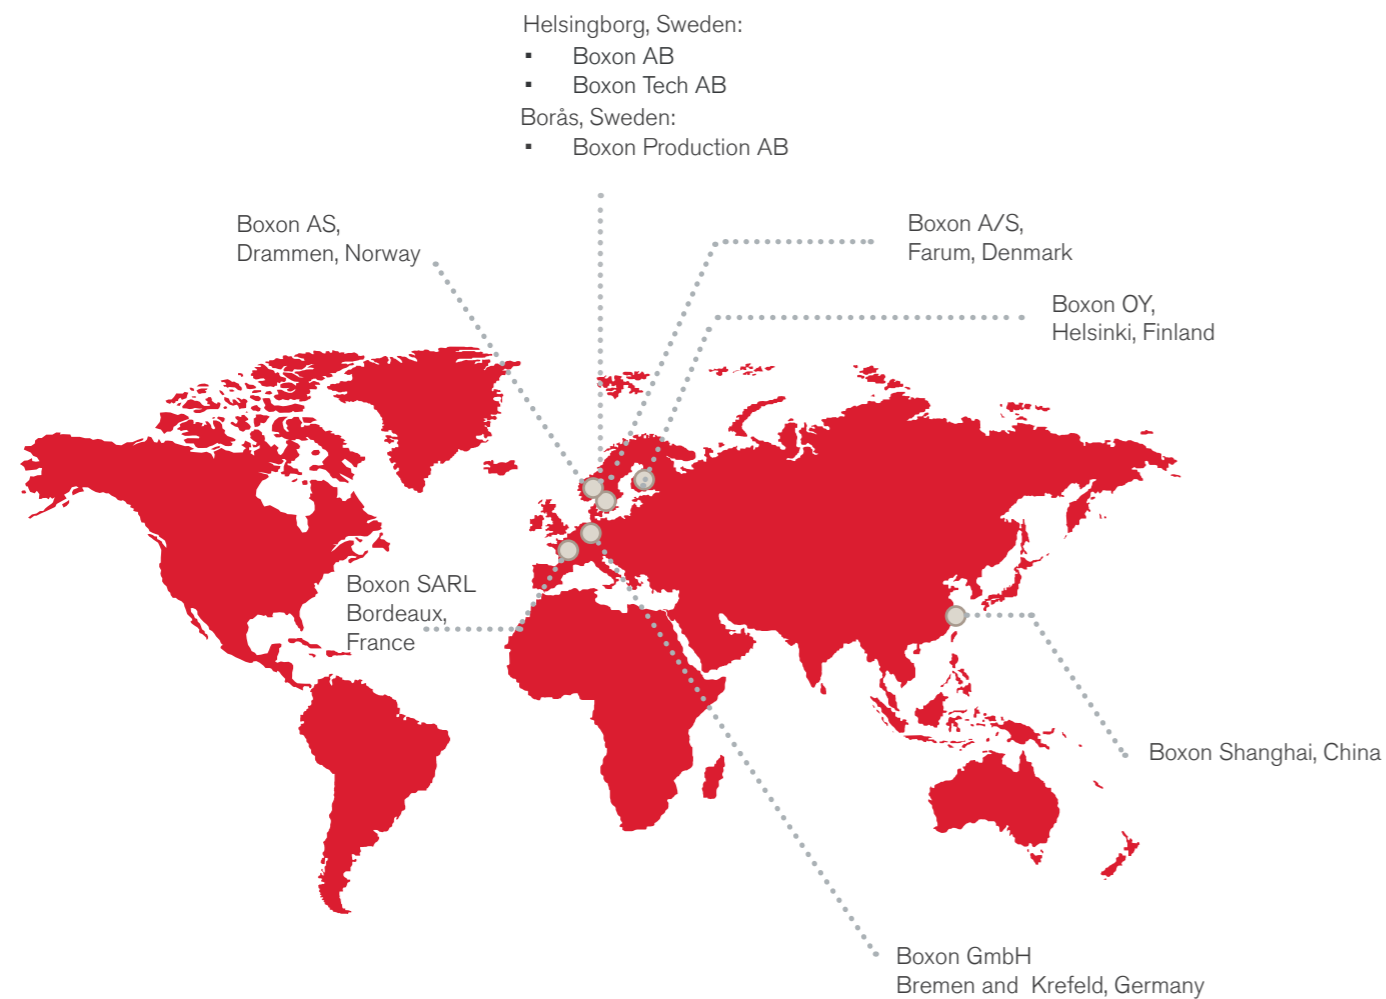 Helsingborg, Sweden:
▪ Boxon AB
▪ Boxon Tech AB
Borås, Sweden:
▪ Boxon Production AB
Boxon AS,
Drammen, Norway
Boxon A/S,
Farum, Denmark
Boxon OY,
Helsinki, Finland
Boxon SARL
Bordeaux,
France
Boxon Shanghai, China
Boxon GmbH
Bremen and Krefeld, Germany